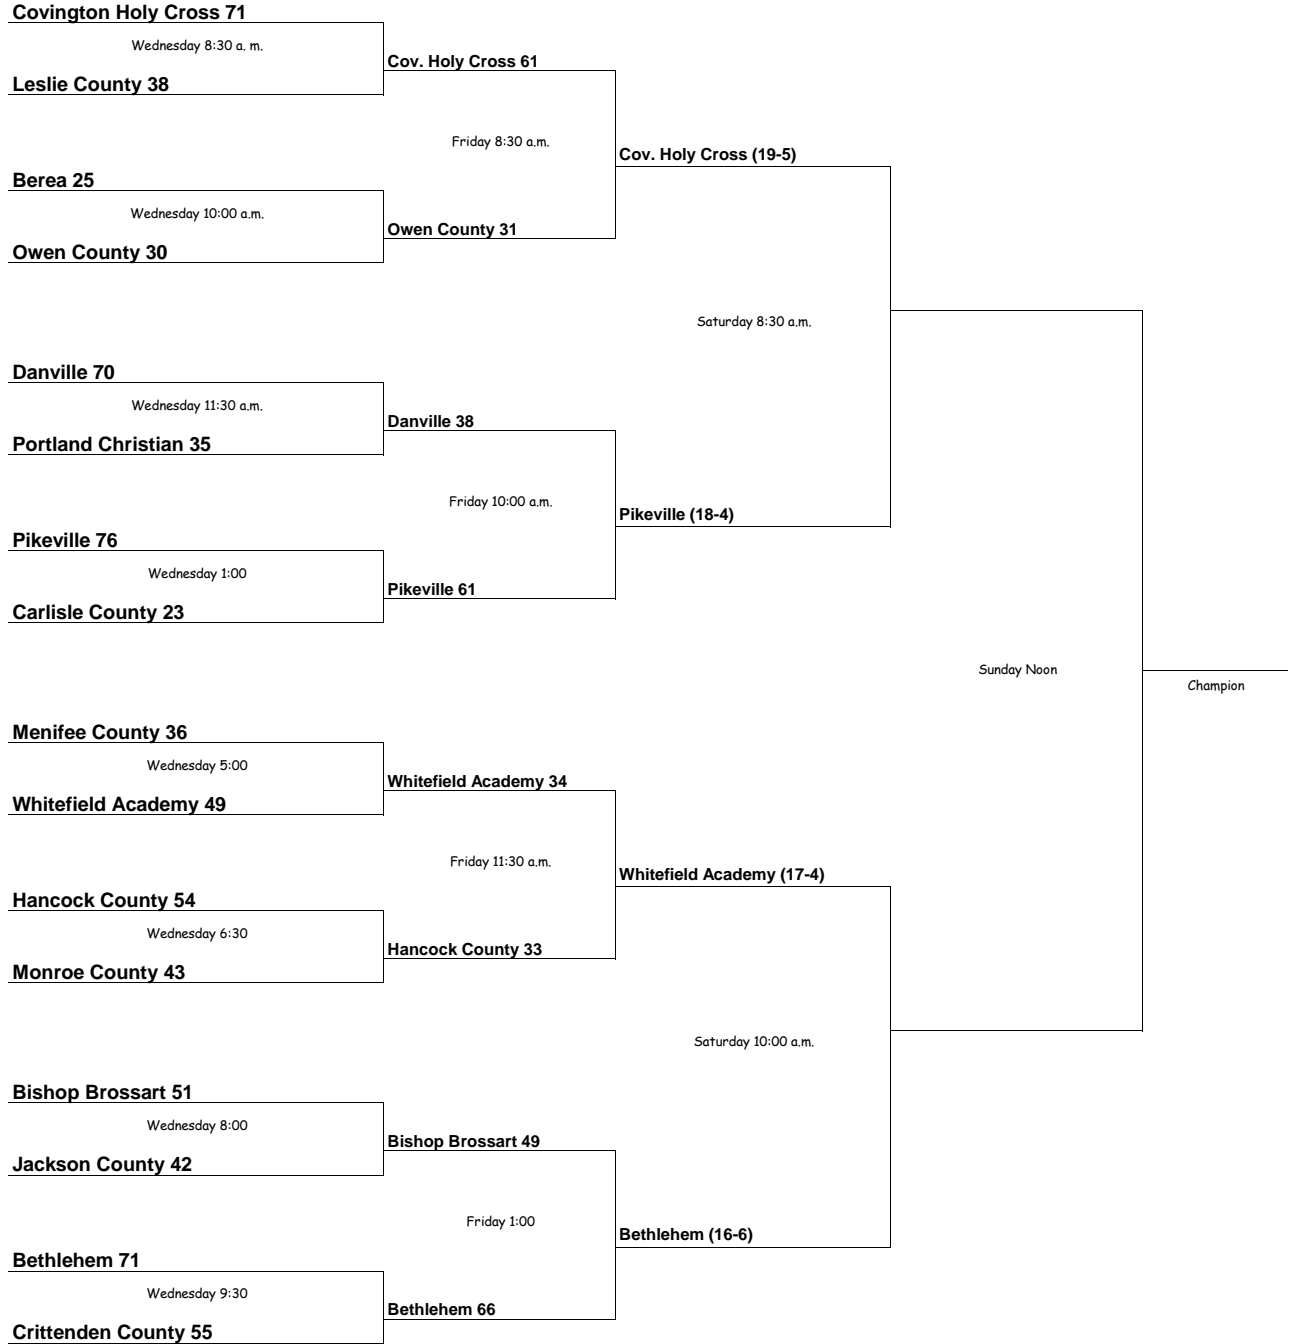 Covington Holy Cross 71
Wednesday 8:30 a. m.
Cov. Holy Cross 61
Leslie County 38
Friday 8:30 a.m.
Cov. Holy Cross (19-5)
Berea 25
Wednesday 10:00 a.m.
Owen County 31
Owen County 30
Saturday 8:30 a.m.
Danville 70
Wednesday 11:30 a.m.
Danville 38
Portland Christian 35
Friday 10:00 a.m.
Pikeville (18-4)
Pikeville 76
Wednesday 1:00
Pikeville 61
Carlisle County 23
Sunday Noon
Champion
Menifee County 36
Wednesday 5:00
Whitefield Academy 34
Whitefield Academy 49
Friday 11:30 a.m.
Whitefield Academy (17-4)
Hancock County 54
Wednesday 6:30
Hancock County 33
Monroe County 43
Saturday 10:00 a.m.
Bishop Brossart 51
Wednesday 8:00
Bishop Brossart 49
Jackson County 42
Friday 1:00
Bethlehem (16-6)
Bethlehem 71
Wednesday 9:30
Bethlehem 66
Crittenden County 55